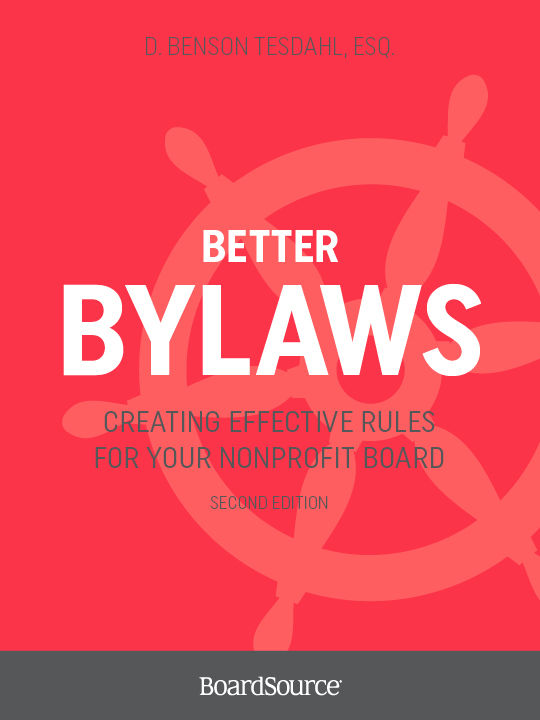 D. BENSON TESDAHL, ESQ.
BETTER
BYLAWS
CREATING EFFECTIVE RULES
FOR YOUR NONPROFIT BOARD
SECOND EDITION
BoardSource®